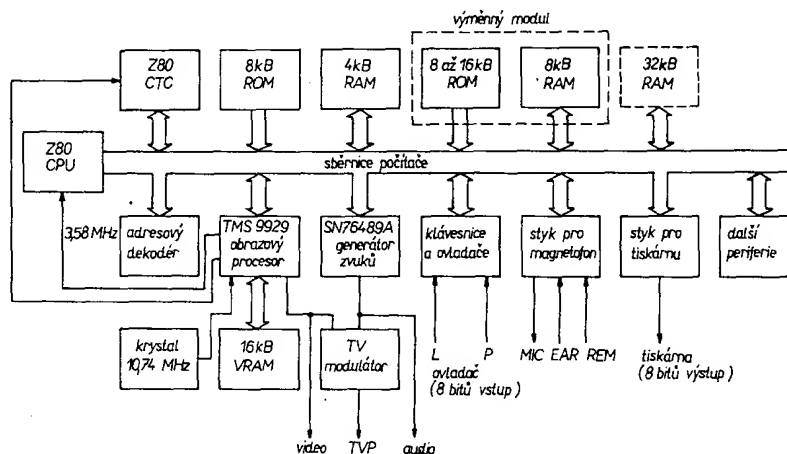 výměnný modul
Z80
CTC
8kB
ROM
4kB
RAM
8 až 16kB
ROM
8kB
RAM
32kB
RAM
Z80
CPU
sběrnice počítače
3,58 MHz
adresový
dekodér
TMS 9929
obrazový
procesor
SN76489A
generátor
zvuků
klávesnice
a ovladače
styk pro
magnetofon
styk pro
tiskárnu
další
periferie
krystal
10,74 MHz
16kB
VRAM
TV
modulátor
L P
ovladač
(8 bitů vstup)
MIC EAR REM
tiskárna
(8 bitů výstup)
video TVP audio